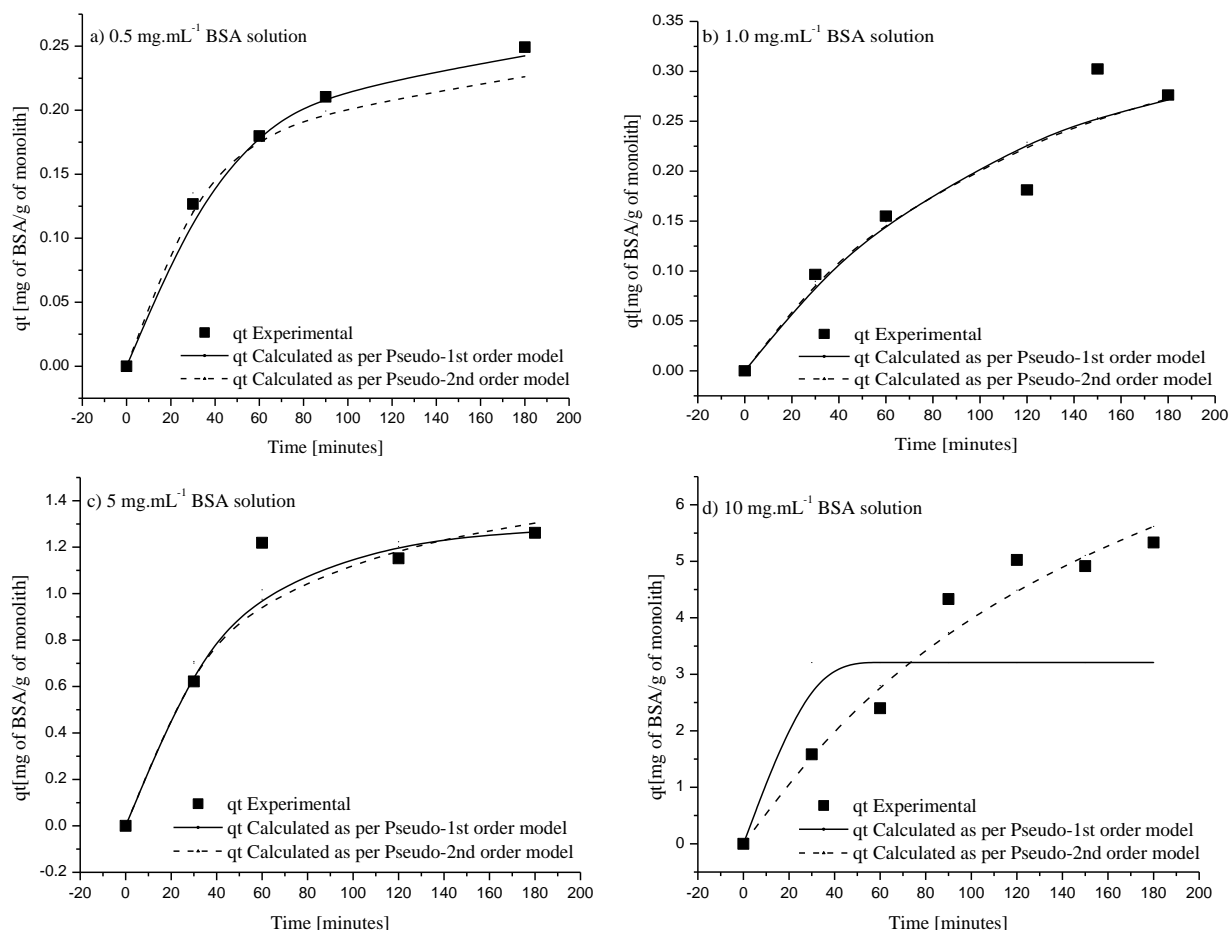 a) 0.5 mg.mL⁻¹ BSA solution
0.25
0.20
0.15
0.10
0.05
0.00
qt [mg of BSA/g of monolith]
qt Experimental
qt Calculated as per Pseudo-1st order model
qt Calculated as per Pseudo-2nd order model
-20 0 20 40 60 80 100 120 140 160 180 200
Time [minutes]
b) 1.0 mg.mL⁻¹ BSA solution
0.35
0.30
0.25
0.20
0.15
0.10
0.05
0.00
qt[mg of BSA/g of monolith]
qt Experimental
qt Calculated as per Pseudo-1st order model
qt Calculated as per Pseudo-2nd order model
-20 0 20 40 60 80 100 120 140 160 180 200
Time [minutes]
c) 5 mg.mL⁻¹ BSA solution
1.4
1.2
1.0
0.8
0.6
0.4
0.2
0.0
-0.2
qt[mg of BSA/g of monolith]
qt Experimental
qt Calculated as per Pseudo-1st order model
qt Calculated as per Pseudo-2nd order model
-20 0 20 40 60 80 100 120 140 160 180 200
Time [minutes]
d) 10 mg.mL⁻¹ BSA solution
6
5
4
3
2
1
0
qt[mg of BSA/g of monolith]
qt Experimental
qt Calculated as per Pseudo-1st order model
qt Calculated as per Pseudo-2nd order model
-20 0 20 40 60 80 100 120 140 160 180 200
Time [minutes]